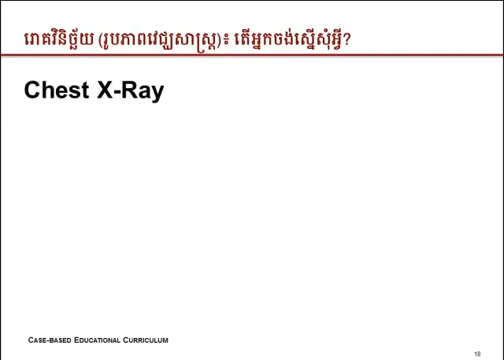 រោគវិនិច្ឆ័យ (រូបភាពវេជ្ឃសាស្ត្រ)៖ តើអ្នកចង់ស្នើសុំអ្វី?
Chest X-Ray
CASE-BASED EDUCATIONAL CURRICULUM
18